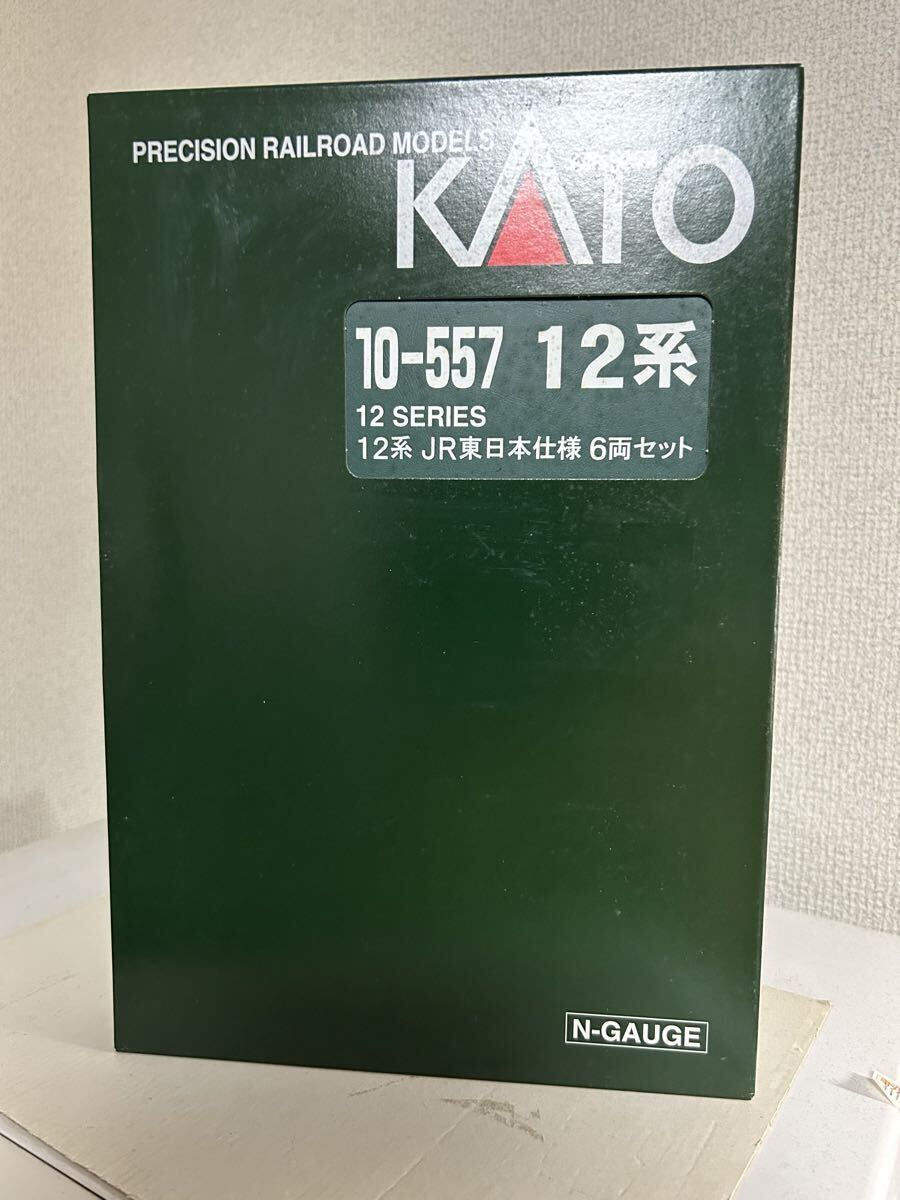 PRECISION RAILROAD MODELS
KATO
10-557 12系
12 SERIES
12系 JR東日本仕様 6両セット
N-GAUGE